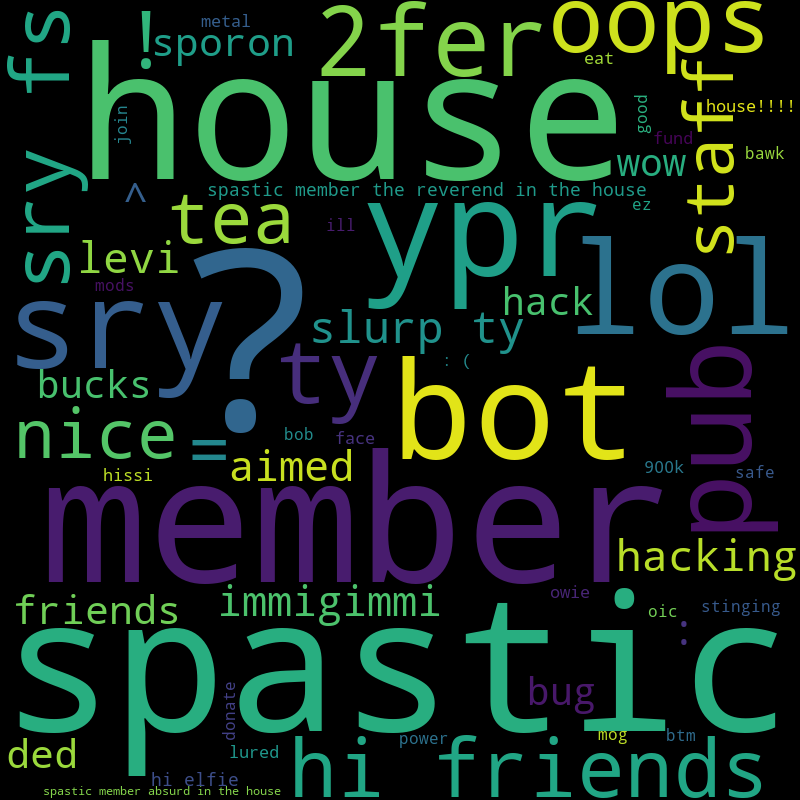 metal
!
sporon
2fer
oops
eat
sry fs
house
join
good
staff
house!!!!
fund
wow
bawk
^
spastic member the reverend in the house
ez
tea
ypr
ill
levi
mods
lol
sry
?
hack
slurp ty
ty
: (
bucks
bot
pub
nice
=
bob
face
aimed
hissi
900k
safe
member
hacking
friends
immigimmi
owie
oic
stinging
:
spastic
bug
donate
ded
lured
power
mog
btm
hi elfie
hi friends
spastic member absurd in the house